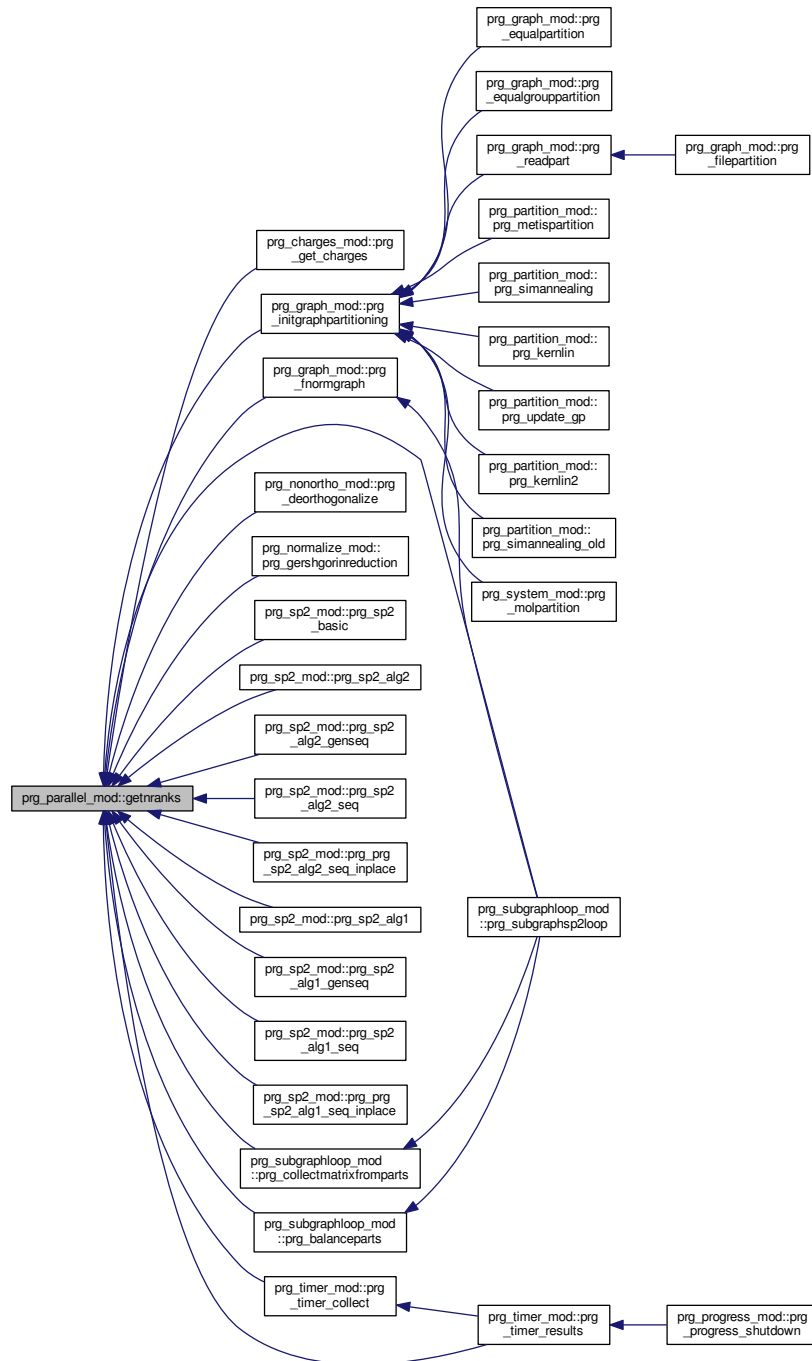 prg_graph_mod::prg
_equalpartition
prg_graph_mod::prg
_equalgrouppartition
prg_graph_mod::prg
_readpart
prg_graph_mod::prg
_filepartition
prg_partition_mod::
prg_metispartition
prg_charges_mod::prg
_get_charges
prg_partition_mod::
prg_simannealing
prg_graph_mod::prg
_initgraphpartitioning
prg_partition_mod::
prg_kernlin
prg_graph_mod::prg
_fnormgraph
prg_partition_mod::
prg_update_gp
prg_partition_mod::
prg_kernlin2
prg_nonortho_mod::prg
_deorthogonalize
prg_partition_mod::
prg_simannealing_old
prg_normalize_mod::
prg_gershgorinreduction
prg_system_mod::prg
_molpartition
prg_sp2_mod::prg_sp2
_basic
prg_sp2_mod::prg_sp2_alg2
prg_sp2_mod::prg_sp2
_alg2_genseq
prg_parallel_mod::getnranks
prg_sp2_mod::prg_sp2
_alg2_seq
prg_sp2_mod::prg_prg
_sp2_alg2_seq_inplace
prg_sp2_mod::prg_sp2_alg1
prg_subgraphloop_mod
::prg_subgraphsp2loop
prg_sp2_mod::prg_sp2
_alg1_genseq
prg_sp2_mod::prg_sp2
_alg1_seq
prg_sp2_mod::prg_prg
_sp2_alg1_seq_inplace
prg_subgraphloop_mod
::prg_collectmatrixfromparts
prg_subgraphloop_mod
::prg_balanceparts
prg_timer_mod::prg
_timer_collect
prg_timer_mod::prg
_timer_results
prg_progress_mod::prg
_progress_shutdown